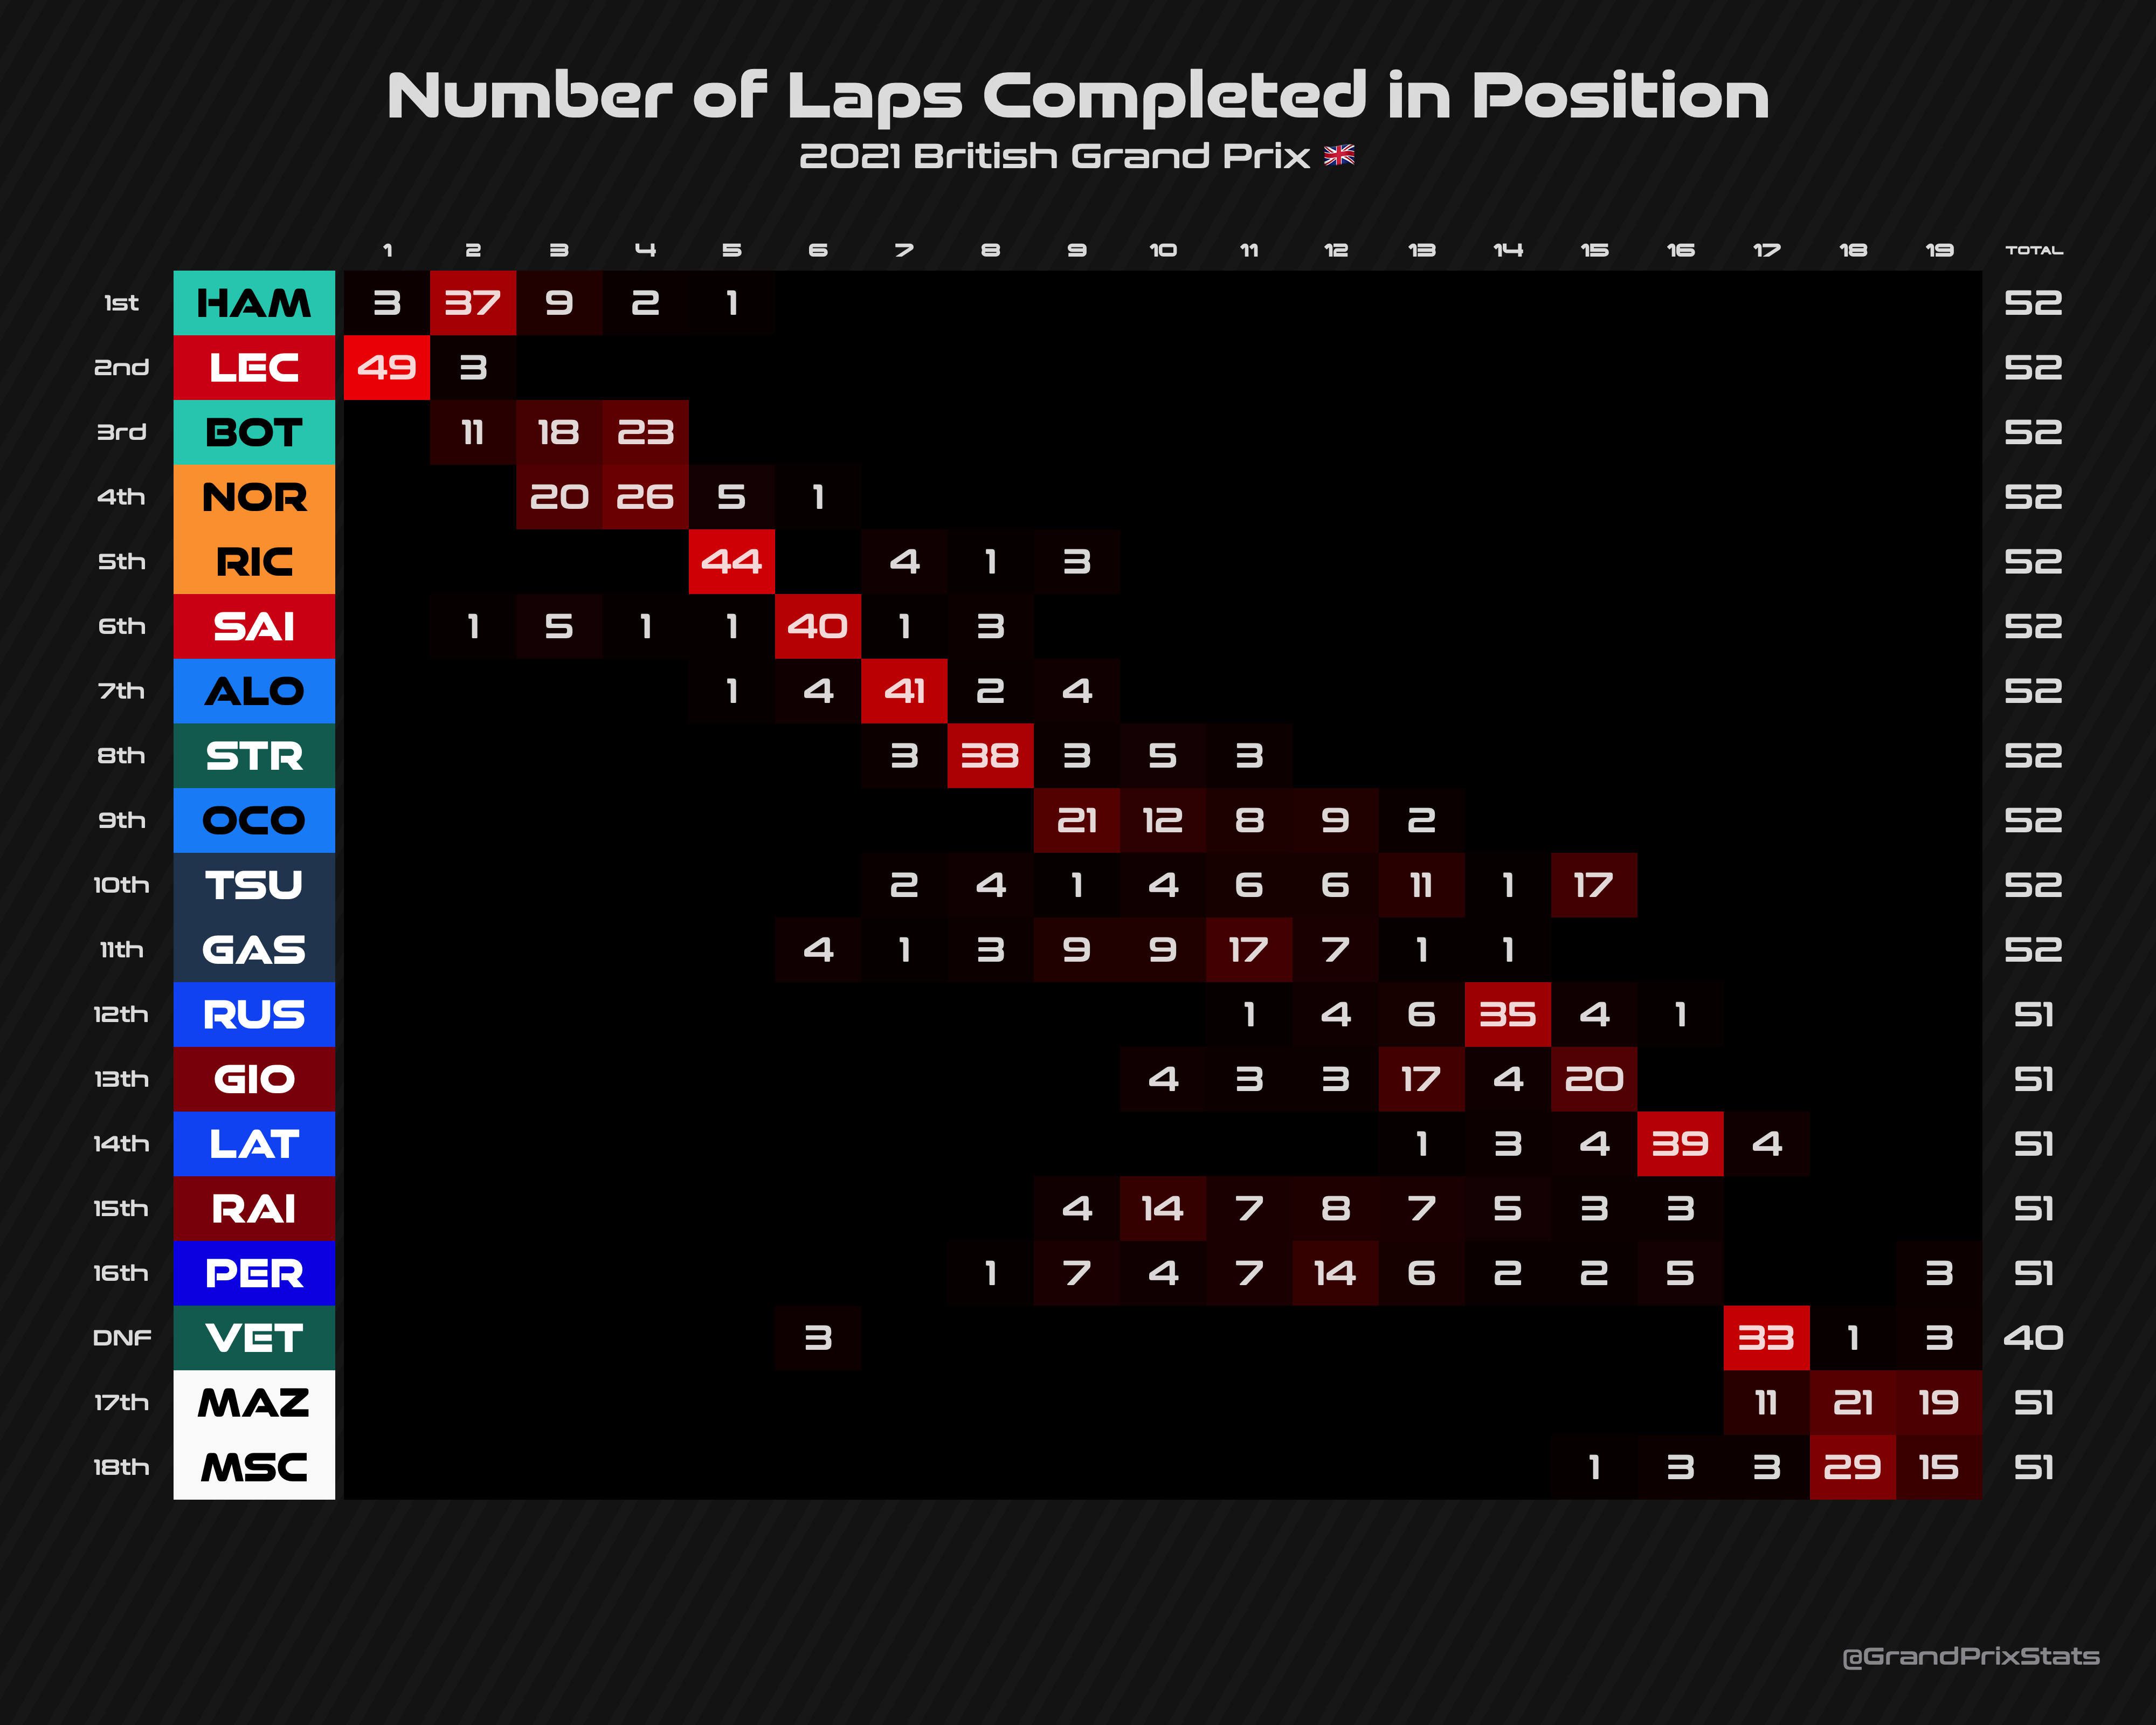 Number of Laps Completed in Position
2021 British Grand Prix
1 2 3 4 5 6 7 8 9 10 11 12 13 14 15 16 17 18 19 TOTAL
1st HAM 3 37 9 2 1 52
2nd LEC 49 3 52
3rd BOT 11 18 23 52
4th NOR 20 26 5 1 52
5th RIC 44 4 1 3 52
6th SAI 1 5 1 1 40 1 3 52
7th ALO 1 4 41 2 4 52
8th STR 3 38 3 5 3 52
9th OCO 21 12 8 9 2 52
10th TSU 2 4 1 4 6 6 11 1 17 52
11th GAS 4 1 3 9 9 17 7 1 1 52
12th RUS 1 4 6 35 4 1 51
13th GIO 4 3 3 17 4 20 51
14th LAT 1 3 4 39 4 51
15th RAI 4 14 7 8 7 5 3 3 51
16th PER 1 7 4 7 14 6 2 2 5 3 51
DNF VET 3 33 1 3 40
17th MAZ 11 21 19 51
18th MSC 1 3 3 29 15 51
@GrandPrixStats